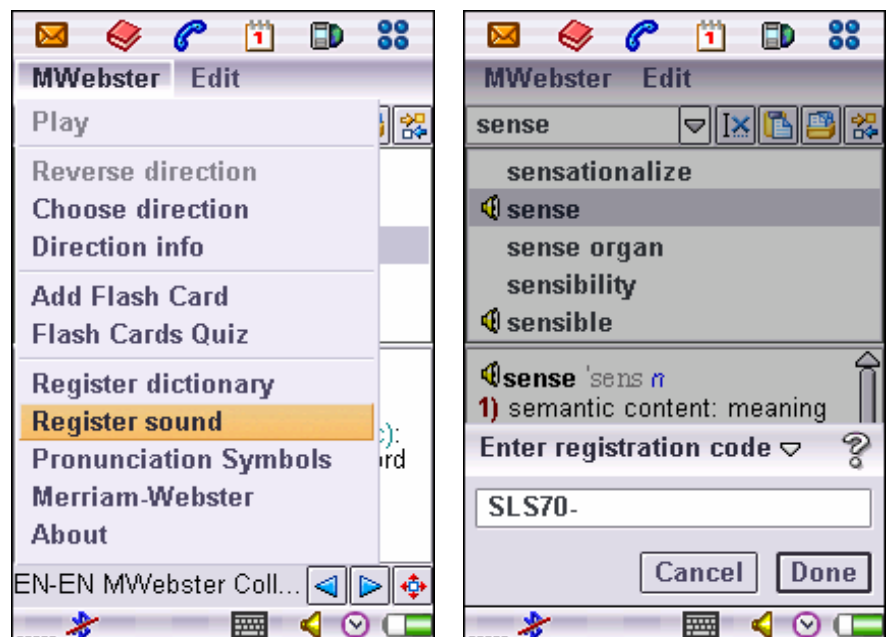 1
MWebster Edit
Play
Reverse direction
Choose direction
Direction info
Add Flash Card
Flash Cards Quiz
Register dictionary
Register sound
c):
Pronunciation Symbols
Merriam-Webster
About
EN-EN MWebster Coll...
1
MWebster Edit
sense
sensationalize
sense
sense organ
sensibility
sensible
sense 'sens n
1) semantic content: meaning
Enter registration code
?
SLS70-
Cancel Done